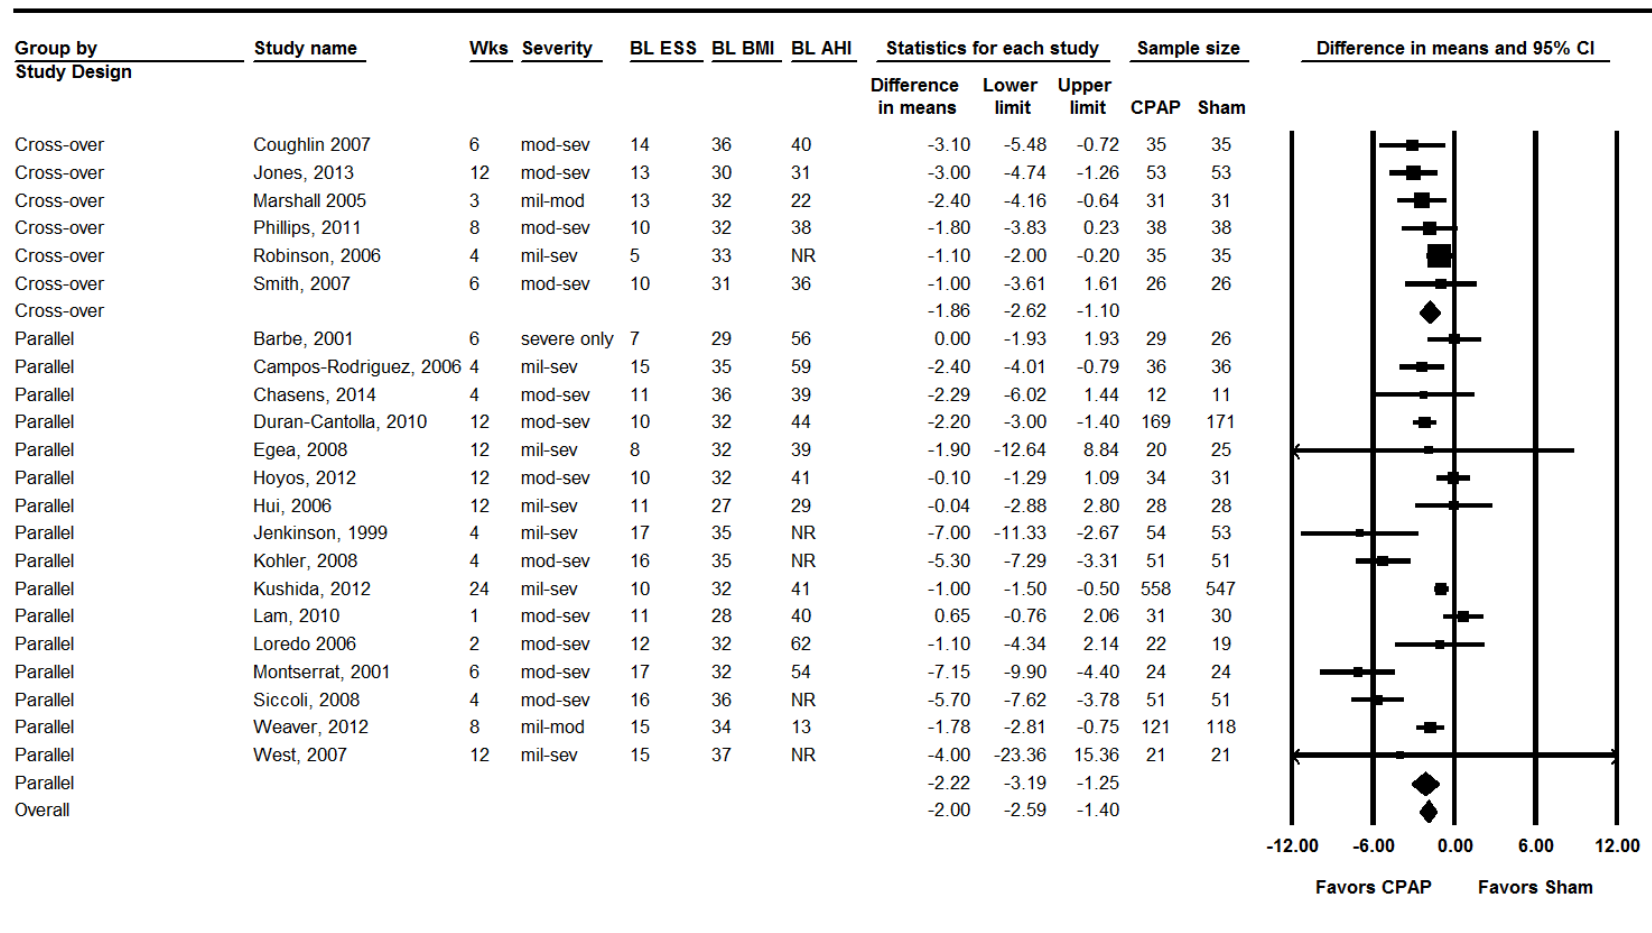 Group by Study name Wks Severity BL ESS BL BMI BL AHI Statistics for each study Sample size Difference in means and 95% CI
Study Design
Difference Lower Upper
in means limit limit CPAP Sham
Cross-over Coughlin 2007 6 mod-sev 14 36 40 -3.10 -5.48 -0.72 35 35
Cross-over Jones, 2013 12 mod-sev 13 30 31 -3.00 -4.74 -1.26 53 53
Cross-over Marshall 2005 3 mil-mod 13 32 22 -2.40 -4.16 -0.64 31 31
Cross-over Phillips, 2011 8 mod-sev 10 32 38 -1.80 -3.83 0.23 38 38
Cross-over Robinson, 2006 4 mil-sev 5 33 NR -1.10 -2.00 -0.20 35 35
Cross-over Smith, 2007 6 mod-sev 10 31 36 -1.00 -3.61 1.61 26 26
Cross-over -1.86 -2.62 -1.10
Parallel Barbe, 2001 6 severe only 7 29 56 0.00 -1.93 1.93 29 26
Parallel Campos-Rodriguez, 2006 4 mil-sev 15 35 59 -2.40 -4.01 -0.79 36 36
Parallel Chasens, 2014 4 mod-sev 11 36 39 -2.29 -6.02 1.44 12 11
Parallel Duran-Cantolla, 2010 12 mod-sev 10 32 44 -2.20 -3.00 -1.40 169 171
Parallel Egea, 2008 12 mil-sev 8 32 39 -1.90 -12.64 8.84 20 25
Parallel Hoyos, 2012 12 mod-sev 10 32 41 -0.10 -1.29 1.09 34 31
Parallel Hui, 2006 12 mil-sev 11 27 29 -0.04 -2.88 2.80 28 28
Parallel Jenkinson, 1999 4 mil-sev 17 35 NR -7.00 -11.33 -2.67 54 53
Parallel Kohler, 2008 4 mod-sev 16 35 NR -5.30 -7.29 -3.31 51 51
Parallel Kushida, 2012 24 mil-sev 10 32 41 -1.00 -1.50 -0.50 558 547
Parallel Lam, 2010 1 mod-sev 11 28 40 0.65 -0.76 2.06 31 30
Parallel Loredo 2006 2 mod-sev 12 32 62 -1.10 -4.34 2.14 22 19
Parallel Montserrat, 2001 6 mod-sev 17 32 54 -7.15 -9.90 -4.40 24 24
Parallel Siccoli, 2008 4 mod-sev 16 36 NR -5.70 -7.62 -3.78 51 51
Parallel Weaver, 2012 8 mil-mod 15 34 13 -1.78 -2.81 -0.75 121 118
Parallel West, 2007 12 mil-sev 15 37 NR -4.00 -23.36 15.36 21 21
Parallel -2.22 -3.19 -1.25
Overall -2.00 -2.59 -1.40
-12.00 -6.00 0.00 6.00 12.00
Favors CPAP Favors Sham